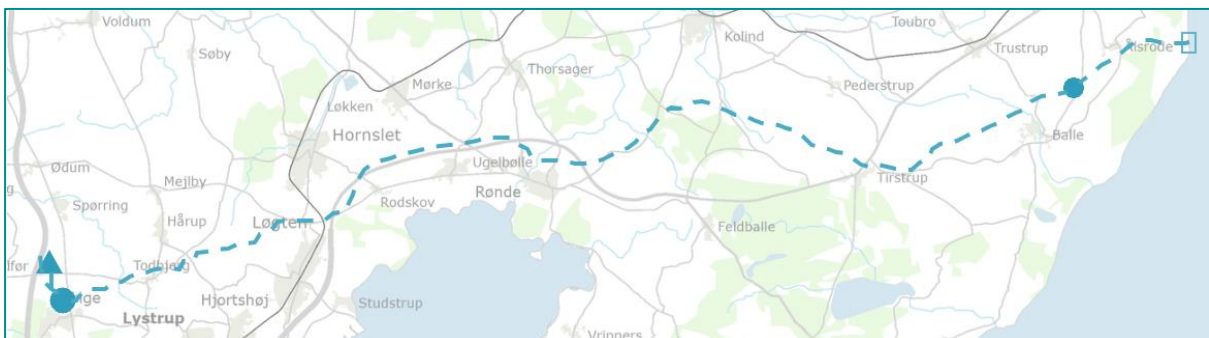 Voldum
Toubro
Kolind
Trustrup
Søby
Thorsager
Mørke
Pederstrup
Løkken
Hornslet
Balle
Ødum
Ugelbølle
Mejlby
Tirstrup
Rønde
Rodskov
Spørring
Hårup
Feldballe
Todbjerg
Hjortshøj
Studstrup
Lystrup